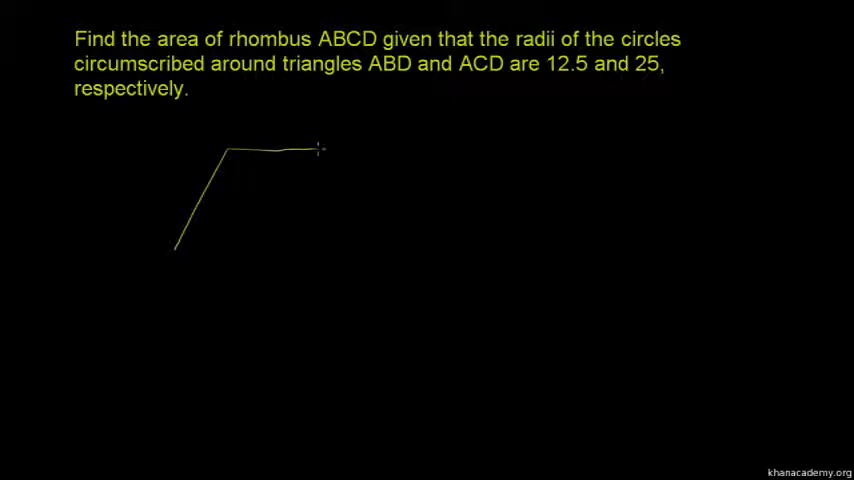 Find the area of rhombus ABCD given that the radii of the circles
circumscribed around triangles ABD and ACD are 12.5 and 25,
respectively.
khanacademy.org